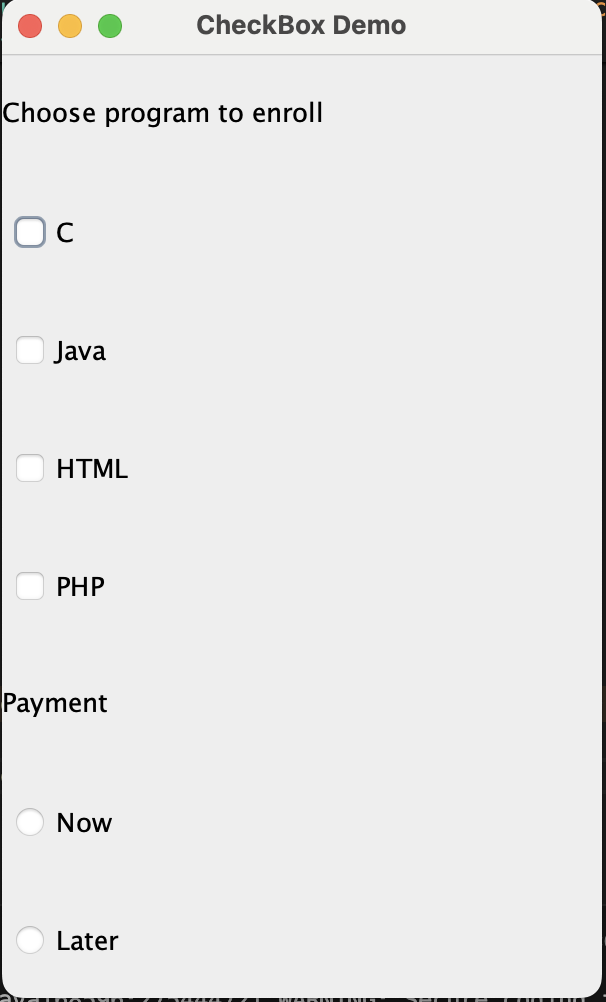 CheckBox Demo
Choose program to enroll
C
Java
HTML
PHP
Payment
Now
Later